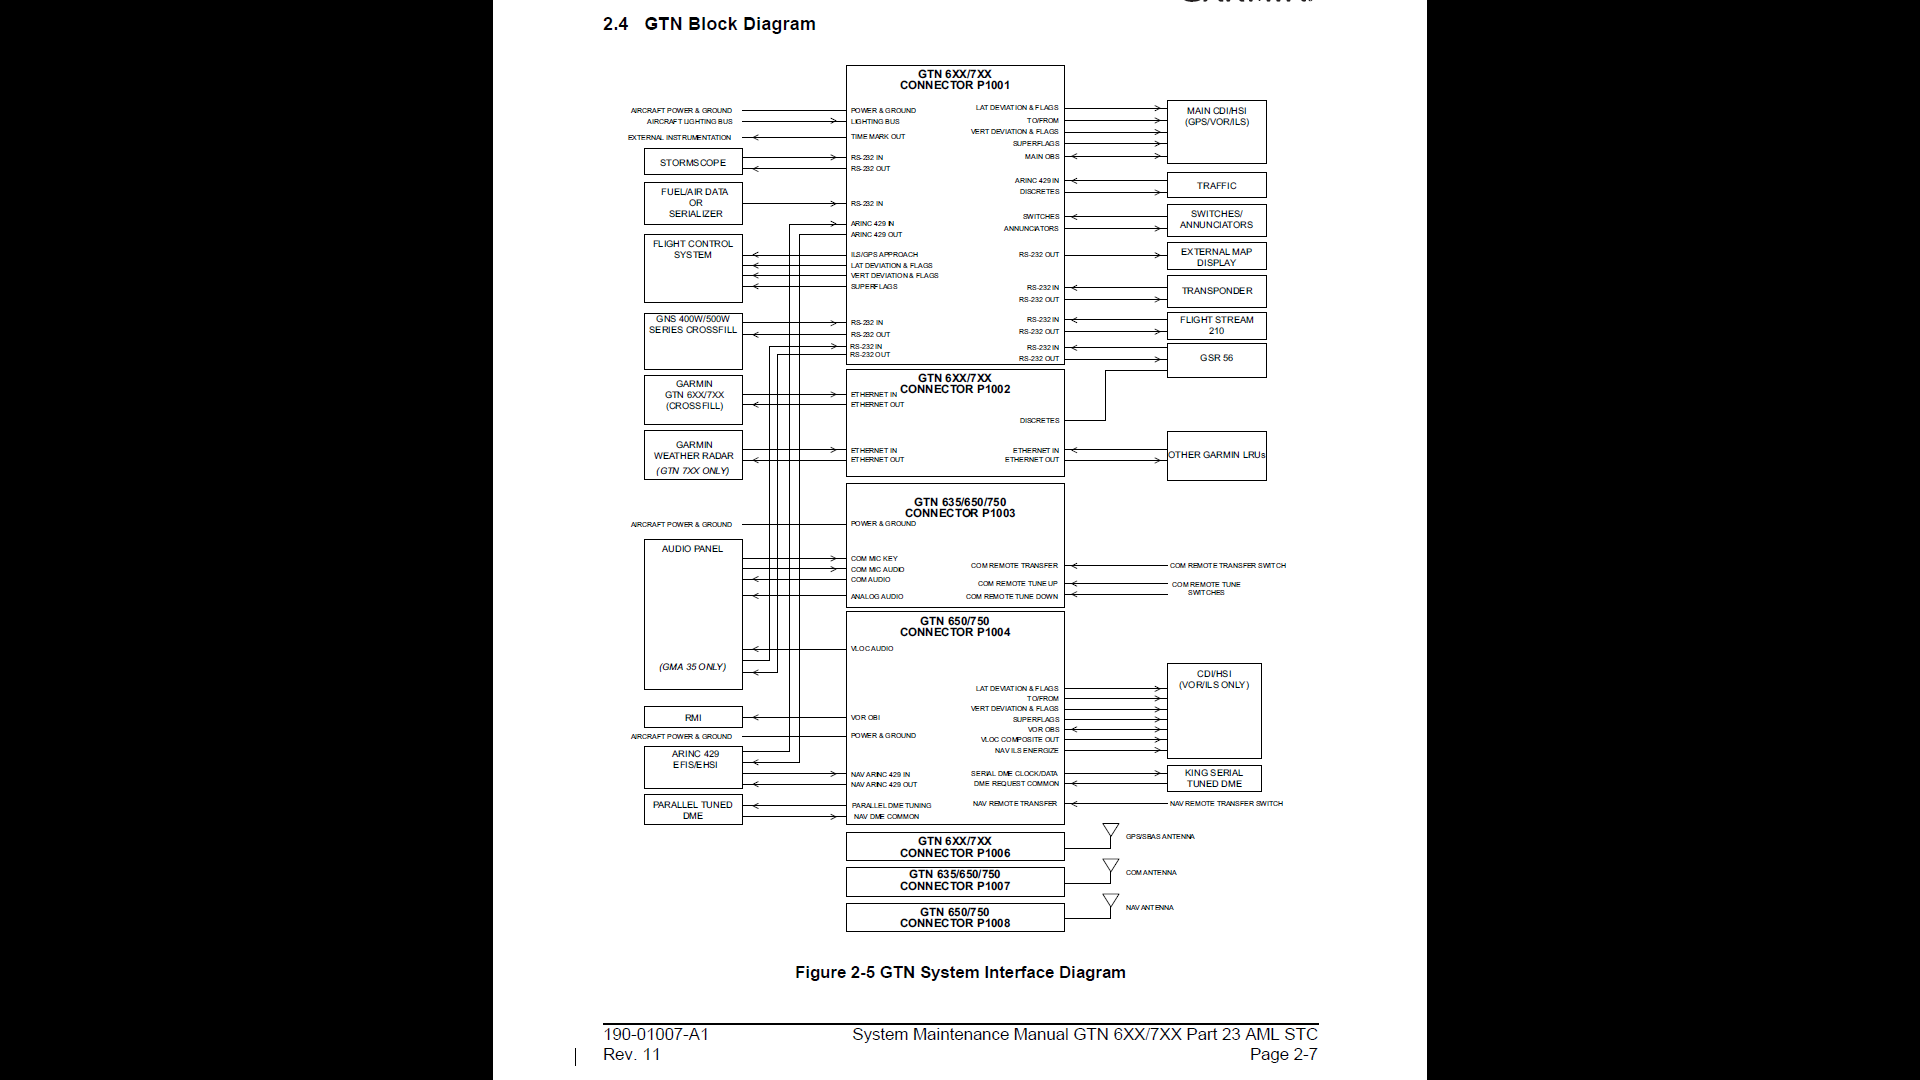 2.4 GTN Block Diagram
GTN 6XX/7XX
CONNECTOR P1001
AIRCRAFT POWER & GROUND
AIRCRAFT LIGHTING BUS
EXTERNAL INSTRUMENTATION
STORMSCOPE
FUEL/AIR DATA
OR
SERIALIZER
FLIGHT CONTROL
SYSTEM
GNS 400W/500W
SERIES CROSSFILL
GARMIN
GTN 6XX/7XX
(CROSSFILL)
GARMIN
WEATHER RADAR
(GTN 7XX ONLY)
AIRCRAFT POWER & GROUND
AUDIO PANEL
(GMA 35 ONLY)
RMI
AIRCRAFT POWER & GROUND
ARINC 429
EFIS/EHSI
PARALLEL TUNED
DME
POWER & GROUND
LIGHTING BUS
TIME MARK OUT
RS-232 IN
RS-232 OUT
RS-232 IN
ARINC 429 IN
ARINC 429 OUT
ILS/GPS APPROACH
LAT DEVIATION & FLAGS
VERT DEVIATION & FLAGS
SUPERFLAGS
RS-232 IN
RS-232 OUT
RS-232 IN
RS-232 OUT
LAT DEVIATION & FLAGS
TO/FROM
VERT DEVIATION & FLAGS
SUPERFLAGS
MAIN OBS
ARINC 429 IN
DISCRETES
SWITCHES
ANNUNCIATORS
RS-232 OUT
RS-232 IN
RS-232 OUT
RS-232 IN
RS-232 OUT
RS-232 IN
RS-232 OUT
MAIN CDI/HSI
(GPS/VOR/ILS)
TRAFFIC
SWITCHES/
ANNUNCIATORS
EXTERNAL MAP
DISPLAY
TRANSPONDER
FLIGHT STREAM
210
GSR 56
GTN 6XX/7XX
CONNECTOR P1002
ETHERNET IN
ETHERNET OUT
DISCRETES
ETHERNET IN
ETHERNET OUT
ETHERNET IN
ETHERNET OUT
OTHER GARMIN LRUs
GTN 635/650/750
CONNECTOR P1003
POWER & GROUND
COM MIC KEY
COM MIC AUDIO
COM AUDIO
ANALOG AUDIO
COM REMOTE TRANSFER
COM REMOTE TUNE UP
COM REMOTE TUNE DOWN
COM REMOTE TRANSFER SWITCH
COM REMOTE TUNE
SWITCHES
GTN 650/750
CONNECTOR P1004
VLOC AUDIO
VOR OBI
POWER & GROUND
NAV ARINC 429 IN
NAV ARINC 429 OUT
PARALLEL DME TUNING
NAV DME COMMON
LAT DEVIATION & FLAGS
TO/FROM
VERT DEVIATION & FLAGS
SUPERFLAGS
VOR OBS
VLOC COMPOSITE OUT
NAV ILS ENERGIZE
SERIAL DME CLOCK/DATA
DME REQUEST COMMON
NAV REMOTE TRANSFER
CDI/HSI
(VOR/ILS ONLY)
KING SERIAL
TUNED DME
NAV REMOTE TRANSFER SWITCH
GTN 6XX/7XX
CONNECTOR P1006
GPS/SBAS ANTENNA
GTN 635/650/750
CONNECTOR P1007
COM ANTENNA
GTN 650/750
CONNECTOR P1008
NAV ANTENNA
Figure 2-5 GTN System Interface Diagram
190-01007-A1 System Maintenance Manual GTN 6XX/7XX Part 23 AML STC
Rev. 11 Page 2-7